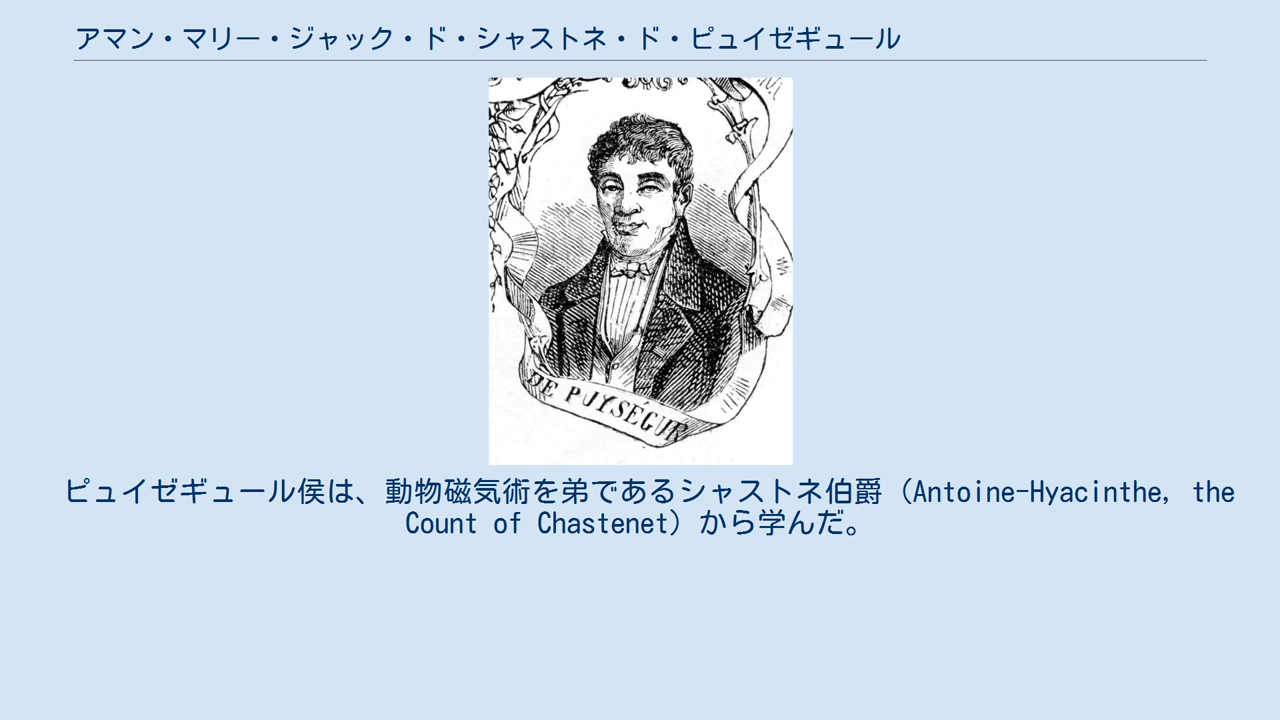 アマン・マリー・ジャック・ド・シャストネ・ド・ピュイゼギュール
DE PUYSÉGUR
ピュイゼギュール侯は、動物磁気術を弟であるシャストネ伯爵（Antoine-Hyacinthe, the
Count of Chastenet）から学んだ。